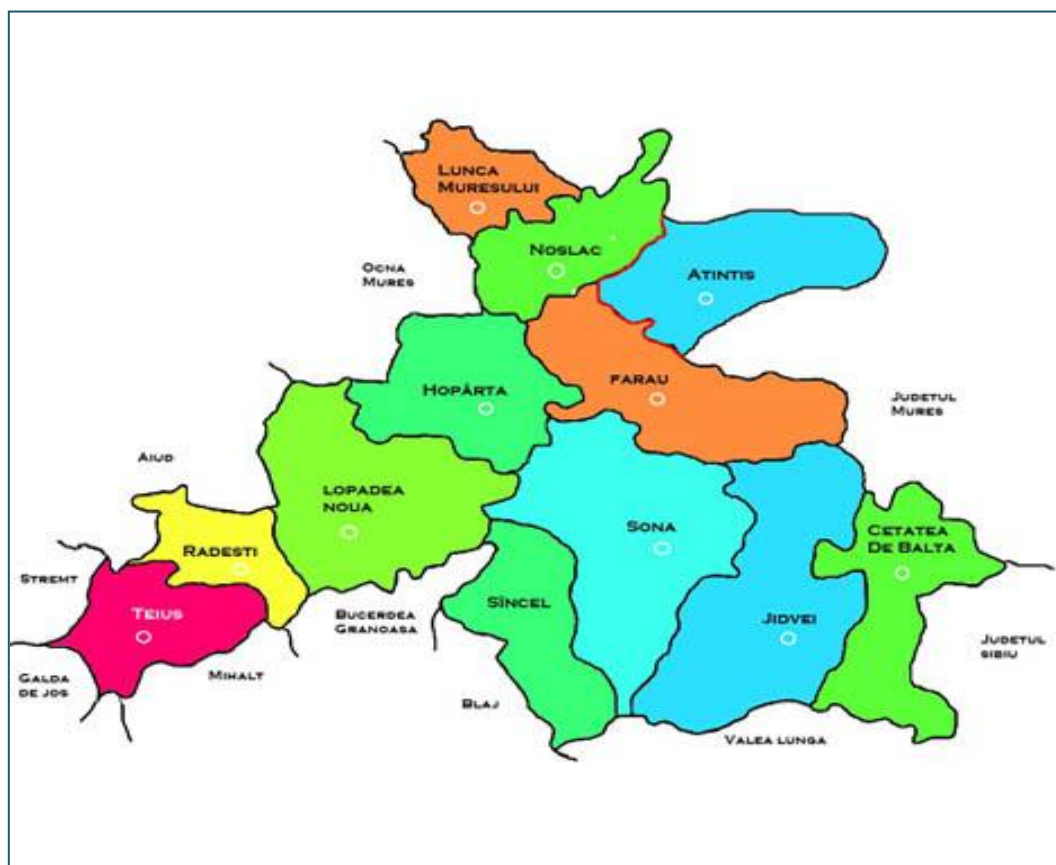 LUNCA
MURESULUI
NOSLAC
OCNA
MURES
ATINTIS
HOPÂRTA
FARAU
JUDETUL
MURES
AIUD
LOPADEA
NOUA
SONA
CETATEA
DE BALTA
RADESTI
STREMT
TEIUS
BUCERDEA
GRANOASA
SÎNCEL
JIDVEI
JUDETUL
SIBIU
GALDA
DE JOS
MIHALT
BLAJ
VALEA LUNGA